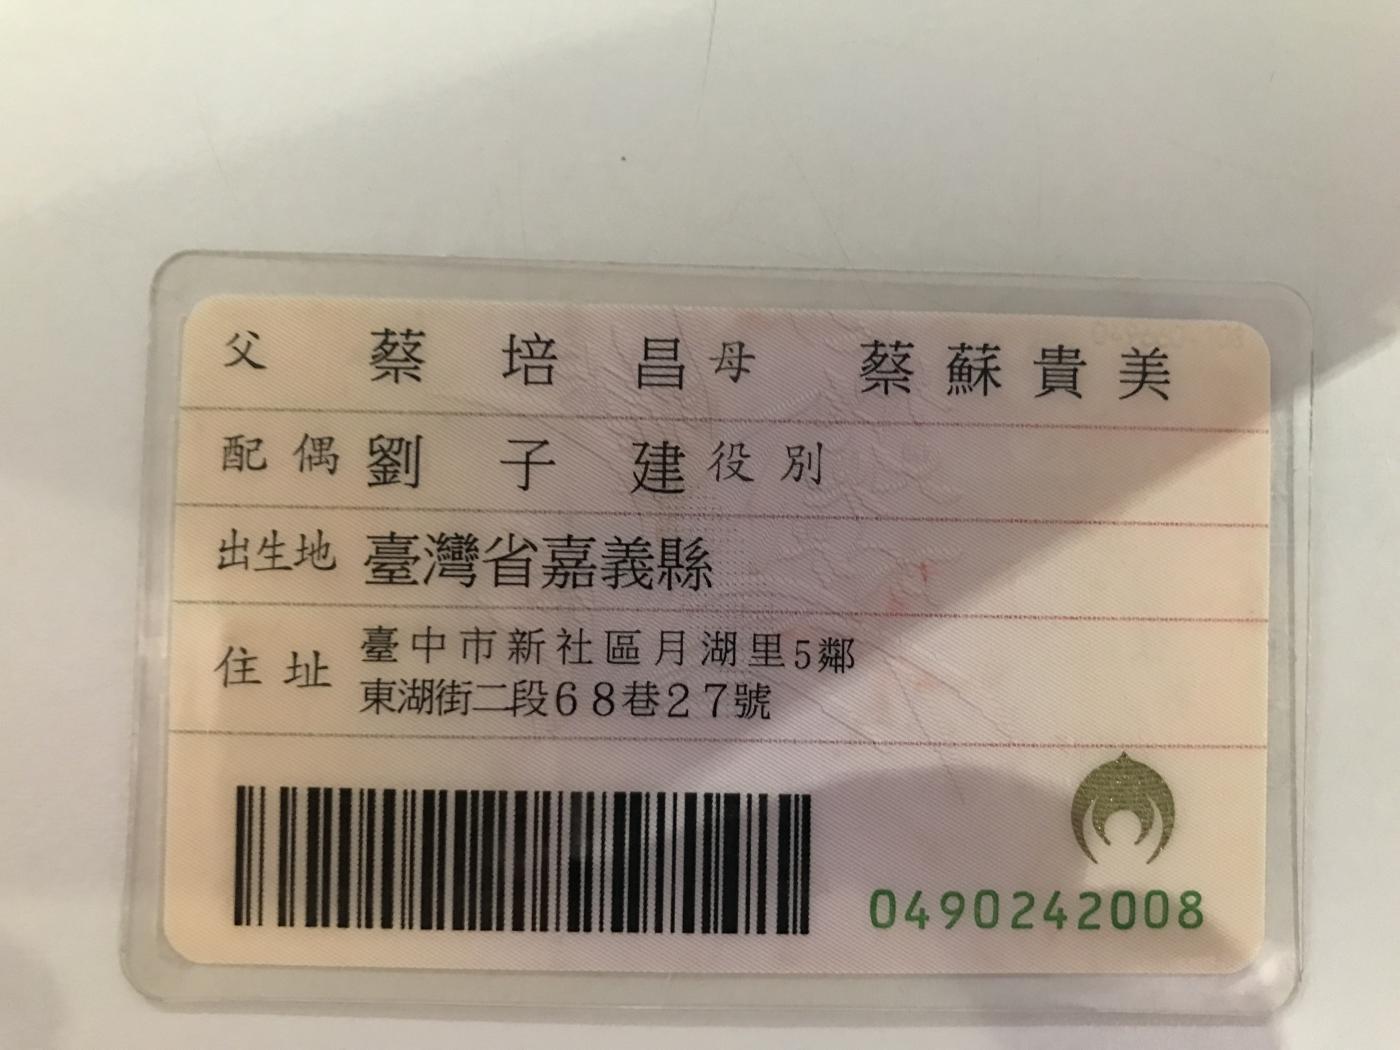 父 蔡培昌 母 蔡蘇貴美
配偶 劉子建 役別
出生地 臺灣省嘉義縣
住址 臺中市新社區月湖里5鄰
東湖街二段68巷27號
0490242008